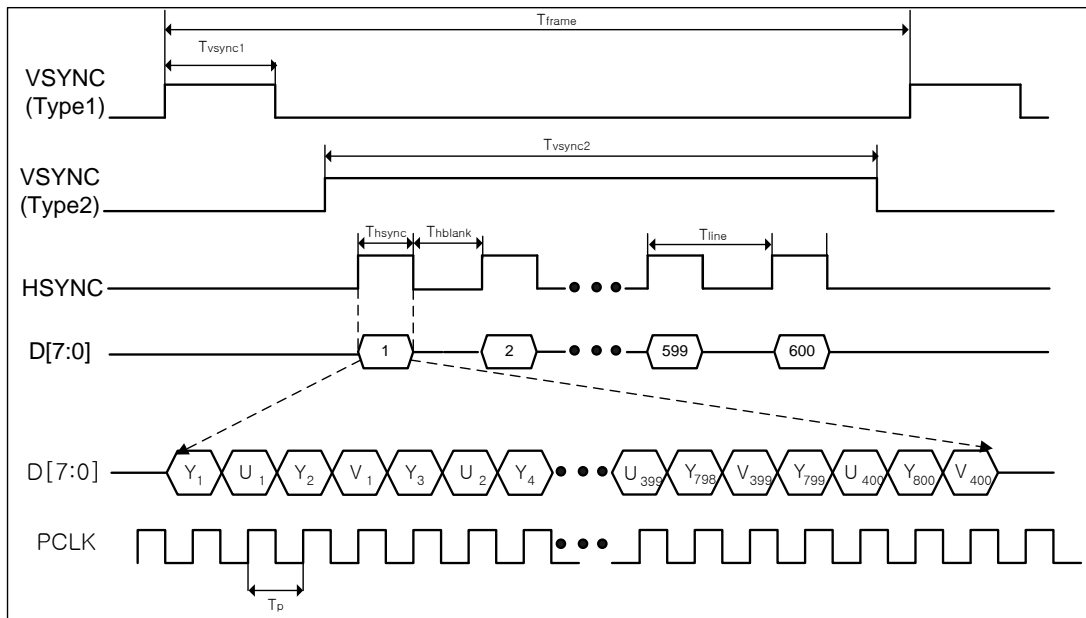 Tframe
Tvsync1
VSYNC
(Type1)
Tvsync2
VSYNC
(Type2)
Thsync Thblank Tline
HSYNC
D[7:0] 1 2 599 600
D[7:0] Y1 U1 Y2 V1 Y3 U2 Y4 U399 Y798 V399 Y799 U400 Y800 V400
PCLK
Tp